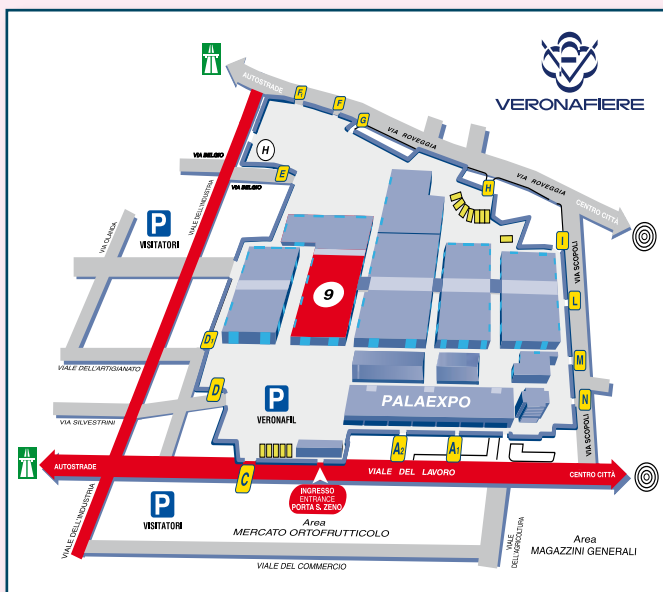 VERONAFIERE
AUTOSTRADE
F1
F
G
VIA ROVEGGIA
VIA ROVEGGIA
H
H
VIA BELGIO
VIA BELGIO
E
CENTRO CITTÀ
P
VISITATORI
VIALE DELL'INDUSTRIA
VIA OLANDA
I
VIA SCOPOLI
9
L
D1
M
VIALE DELL'ARTIGIANATO
D
P
VERONAFIL
PALAEXPO
N
VIA SILVESTRINI
A2
A1
VIA SCOPOLI
AUTOSTRADE
C
VIALE DEL LAVORO
CENTRO CITTÀ
INGRESSO
ENTRANCE
PORTA S. ZENO
P
VISITATORI
VIALE DELL'INDUSTRIA
Area
MERCATO ORTOFRUTTICOLO
VIALE
DELL'AGRICOLTURA
Area
MAGAZZINI GENERALI
VIALE DEL COMMERCIO